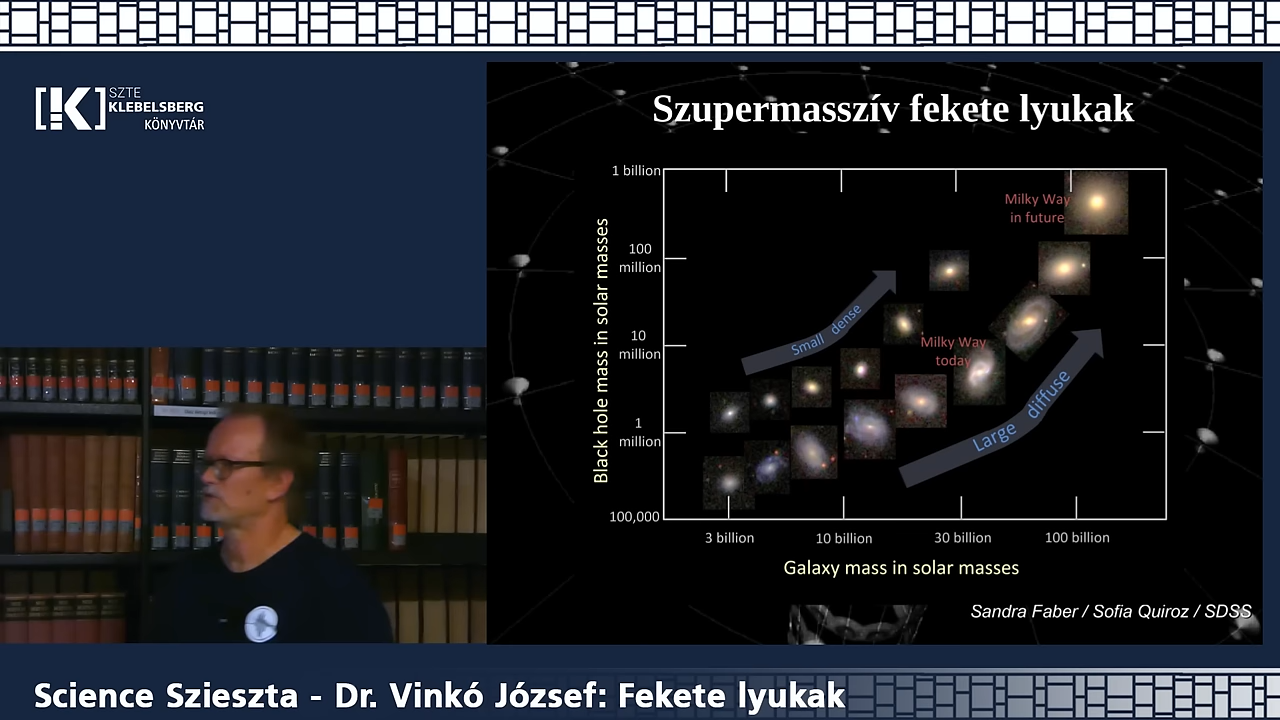 SZTE
KLEBELSBERG
KÖNYVTÁR
Szupermasszív fekete lyukak
1 billion
100
million
10
million
1
million
100,000
Black hole mass in solar masses
Milky Way
in future
Small dense
Milky Way
today
Large diffuse
3 billion
10 billion
30 billion
100 billion
Galaxy mass in solar masses
Sandra Faber / Sofia Quiroz / SDSS
Science Szieszta - Dr. Vinkó József: Fekete lyukak